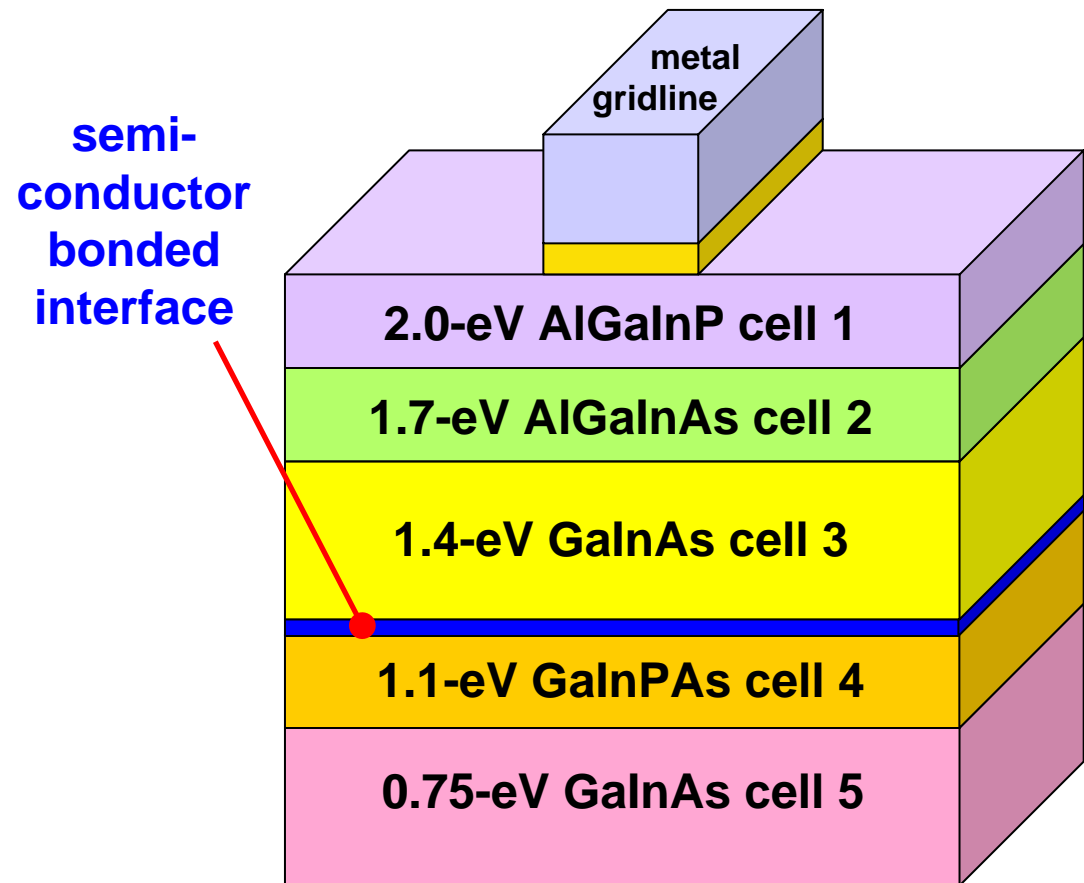 metal
gridline
semi-
conductor
bonded
interface
2.0-eV AlGaInP cell 1
1.7-eV AlGaInAs cell 2
1.4-eV GaInAs cell 3
1.1-eV GaInPAs cell 4
0.75-eV GaInAs cell 5